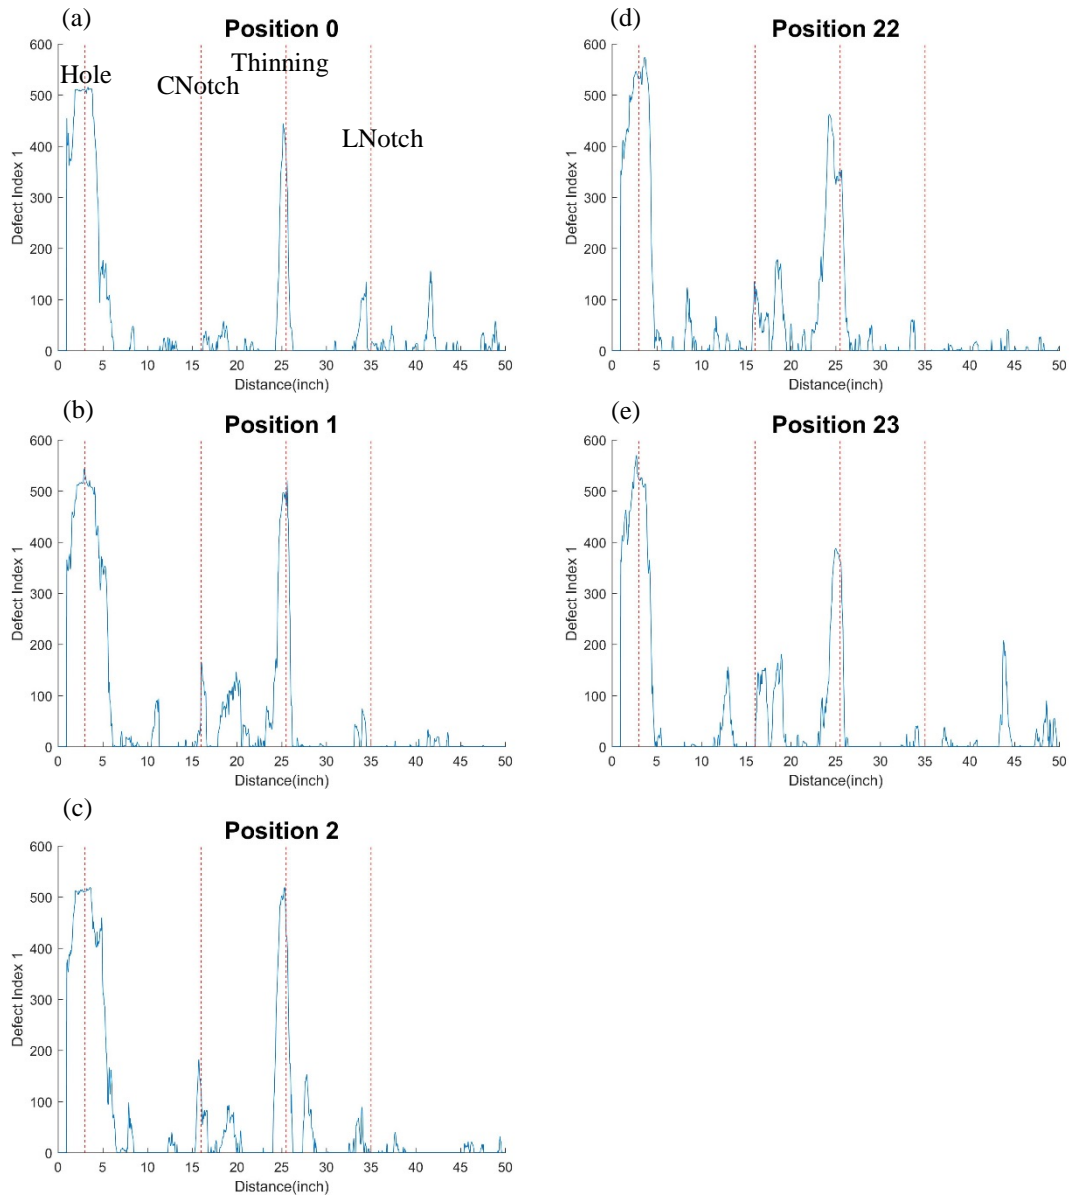 (a)
Position 0
600
500
400
300
200
100
0
Defect Index 1
Hole
CNotch
Thinning
LNotch
0 5 10 15 20 25 30 35 40 45 50
Distance(inch)
(d)
Position 22
600
500
400
300
200
100
0
Defect Index 1
0 5 10 15 20 25 30 35 40 45 50
Distance(inch)
(b)
Position 1
600
500
400
300
200
100
0
Defect Index 1
0 5 10 15 20 25 30 35 40 45 50
Distance(inch)
(e)
Position 23
600
500
400
300
200
100
0
Defect Index 1
0 5 10 15 20 25 30 35 40 45 50
Distance(inch)
(c)
Position 2
600
500
400
300
200
100
0
Defect Index 1
0 5 10 15 20 25 30 35 40 45 50
Distance(inch)